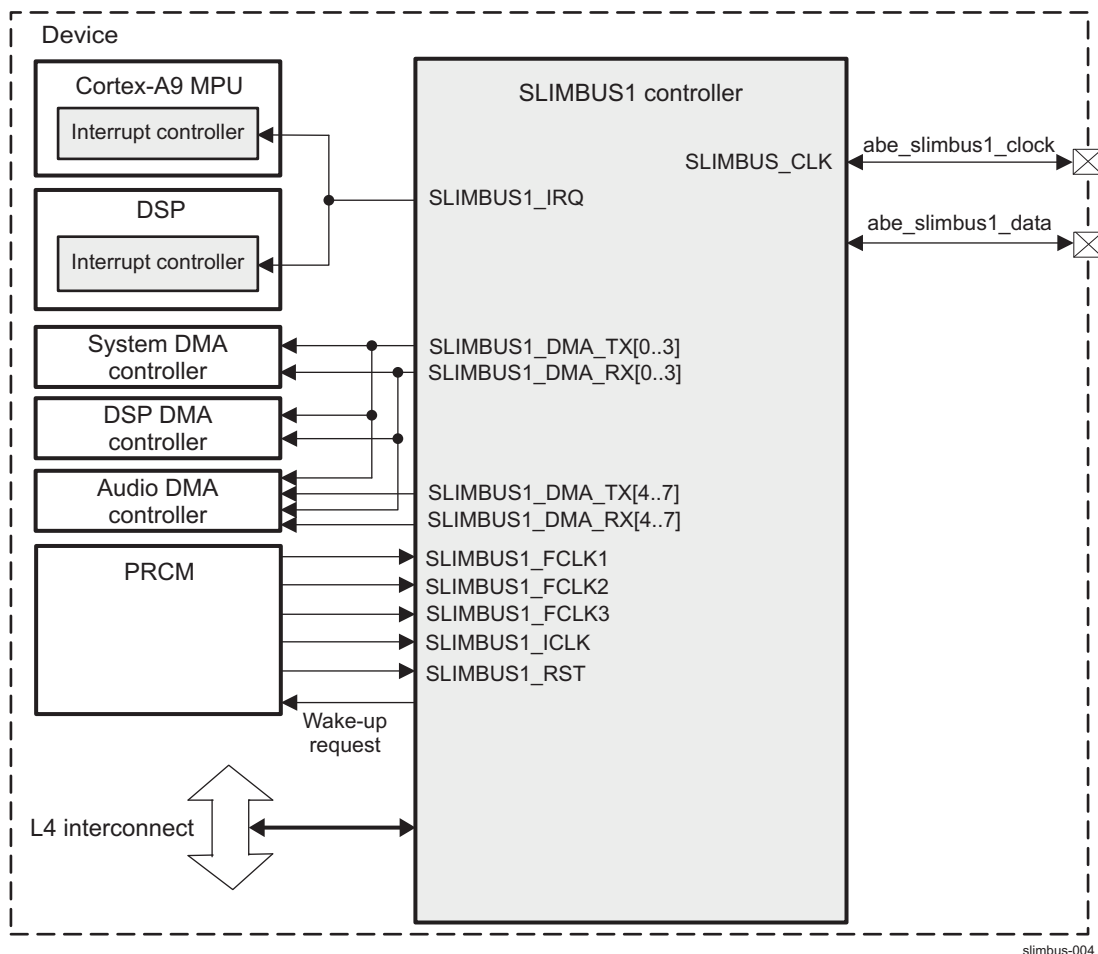 Device
Cortex-A9 MPU
Interrupt controller
DSP
Interrupt controller
System DMA
controller
DSP DMA
controller
Audio DMA
controller
PRCM
Wake-up
request
L4 interconnect
SLIMBUS1 controller
SLIMBUS_CLK
SLIMBUS1_IRQ
SLIMBUS1_DMA_TX[0..3]
SLIMBUS1_DMA_RX[0..3]
SLIMBUS1_DMA_TX[4..7]
SLIMBUS1_DMA_RX[4..7]
SLIMBUS1_FCLK1
SLIMBUS1_FCLK2
SLIMBUS1_FCLK3
SLIMBUS1_ICLK
SLIMBUS1_RST
abe_slimbus1_clock
abe_slimbus1_data
slimbus-004